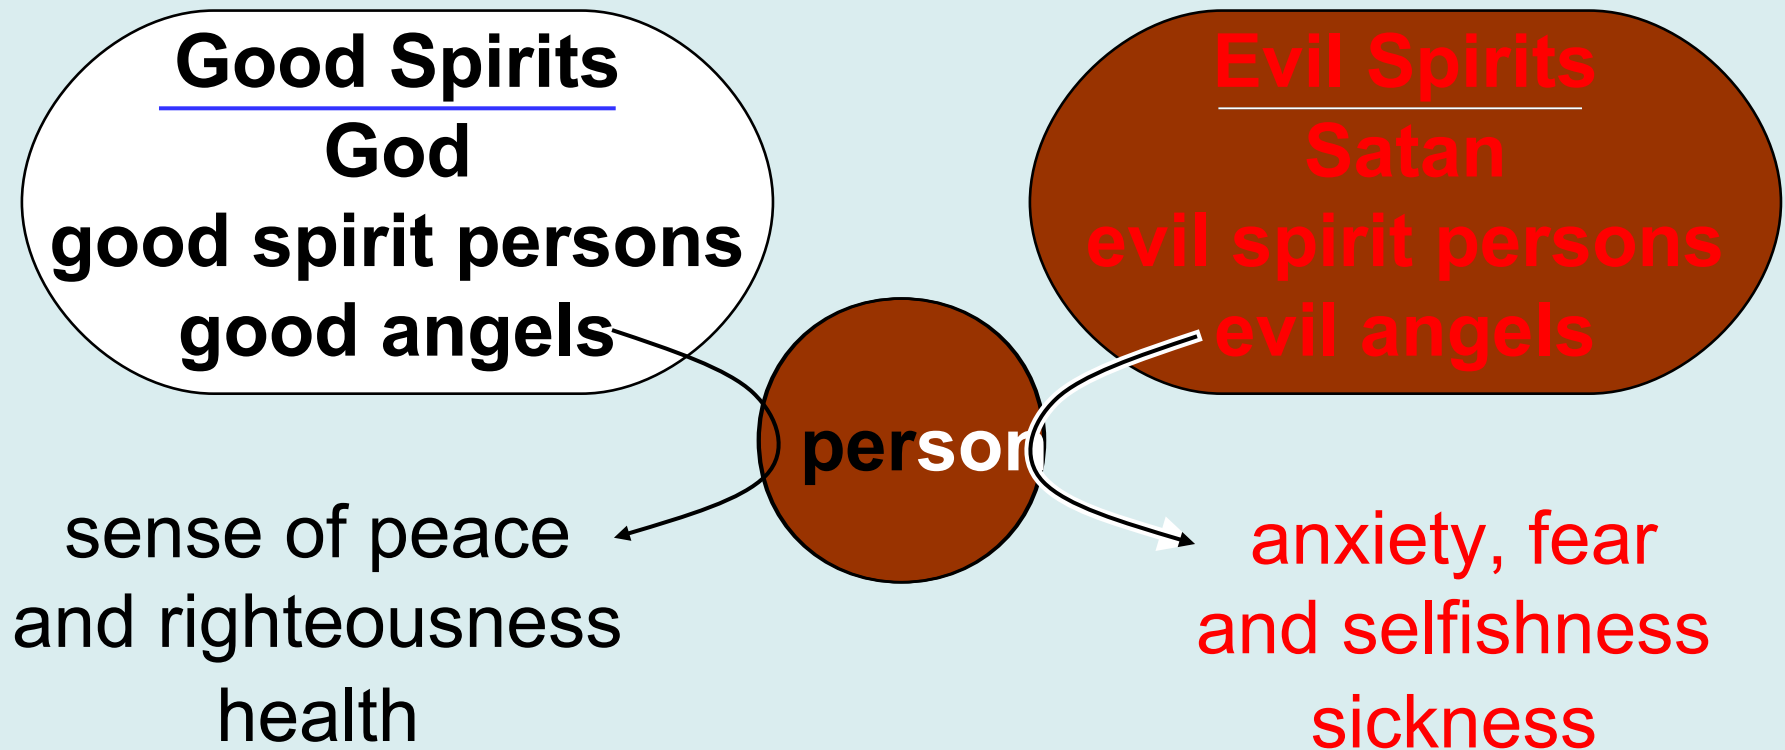 Good Spirits
God
good spirit persons
good angels
Evil Spirits
Satan
evil spirit persons
evil angels
person
sense of peace
and righteousness
health
anxiety, fear
and selfishness
sickness